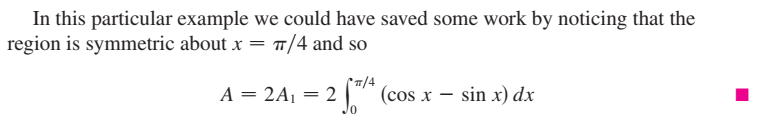 In this particular example we could have saved some work by noticing that the
region is symmetric about x = π/4 and so
A = 2A₁ = 2 ∫₀^{π/4} (cos x − sin x) dx